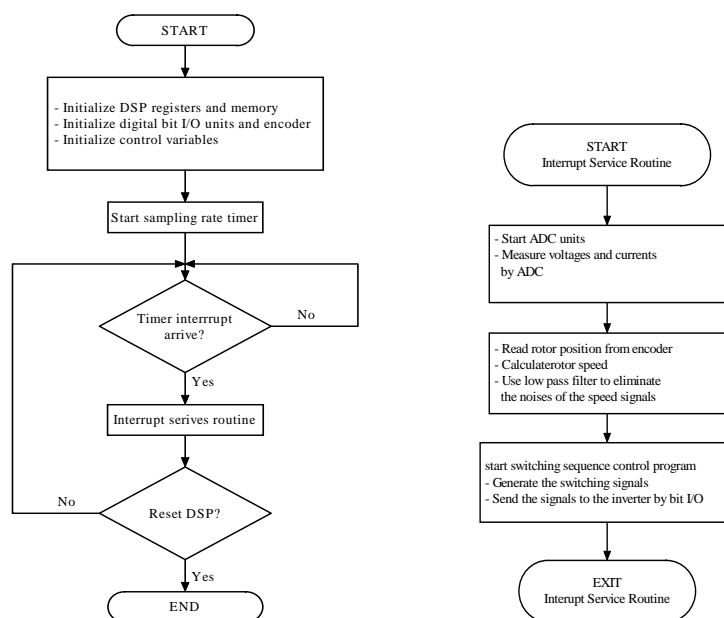 START
- Initialize DSP registers and memory
- Initialize digital bit I/O units and encoder
- Initialize control variables
Start sampling rate timer
Timer interrrupt
arrive?
No
Yes
Interrupt serives routine
Reset DSP?
No
Yes
END
START
Interrupt Service Routine
- Start ADC units
- Measure voltages and currents
by ADC
- Read rotor position from encoder
- Calculaterotor speed
- Use low pass filter to eliminate
the noises of the speed signals
start switching sequence control program
- Generate the switching signals
- Send the signals to the inverter by bit I/O
EXIT
Interupt Service Routine